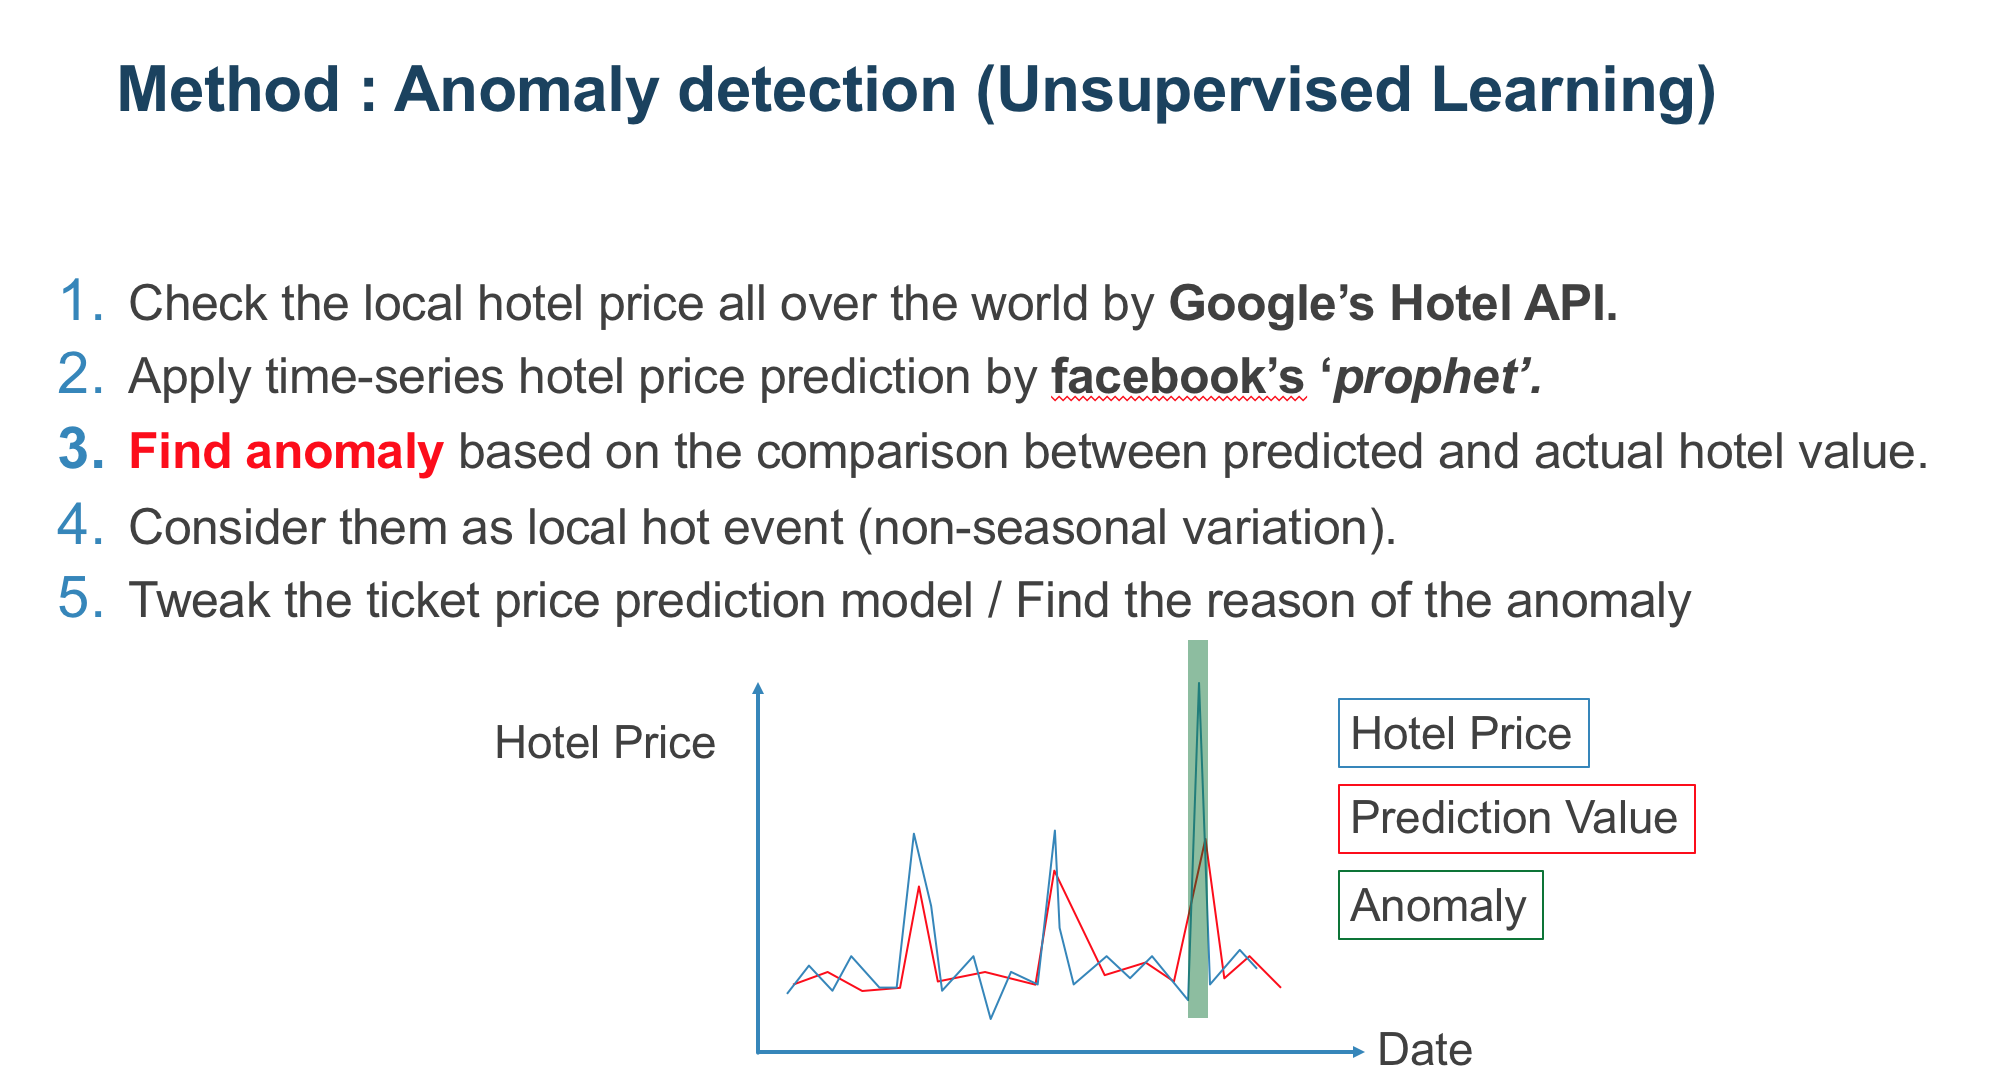 Method : Anomaly detection (Unsupervised Learning)
1. Check the local hotel price all over the world by Google’s Hotel API.
2. Apply time-series hotel price prediction by facebook’s ‘prophet’.
3. Find anomaly based on the comparison between predicted and actual hotel value.
4. Consider them as local hot event (non-seasonal variation).
5. Tweak the ticket price prediction model / Find the reason of the anomaly
Hotel Price
Hotel Price
Prediction Value
Anomaly
Date